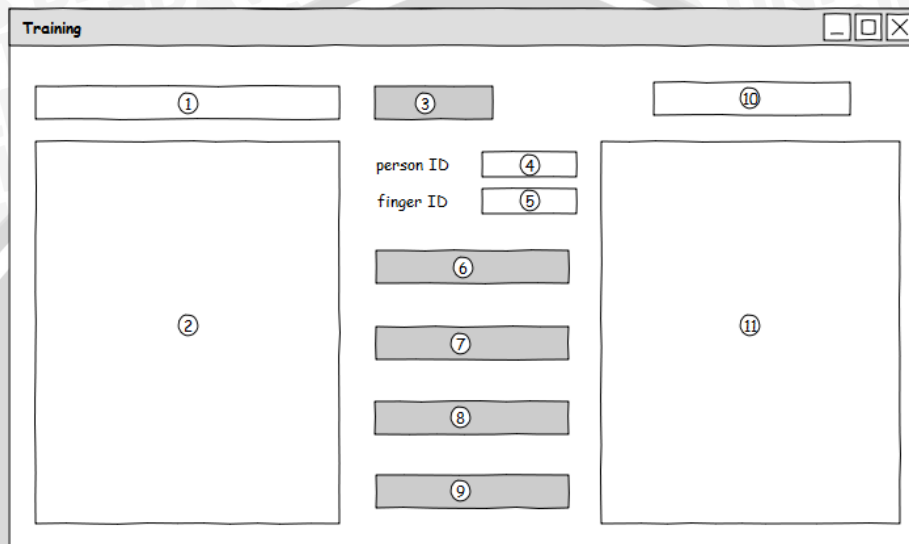 Training
① ③ ⑩
person ID ④
finger ID ⑤
⑥
② ⑪
⑦
⑧
⑨